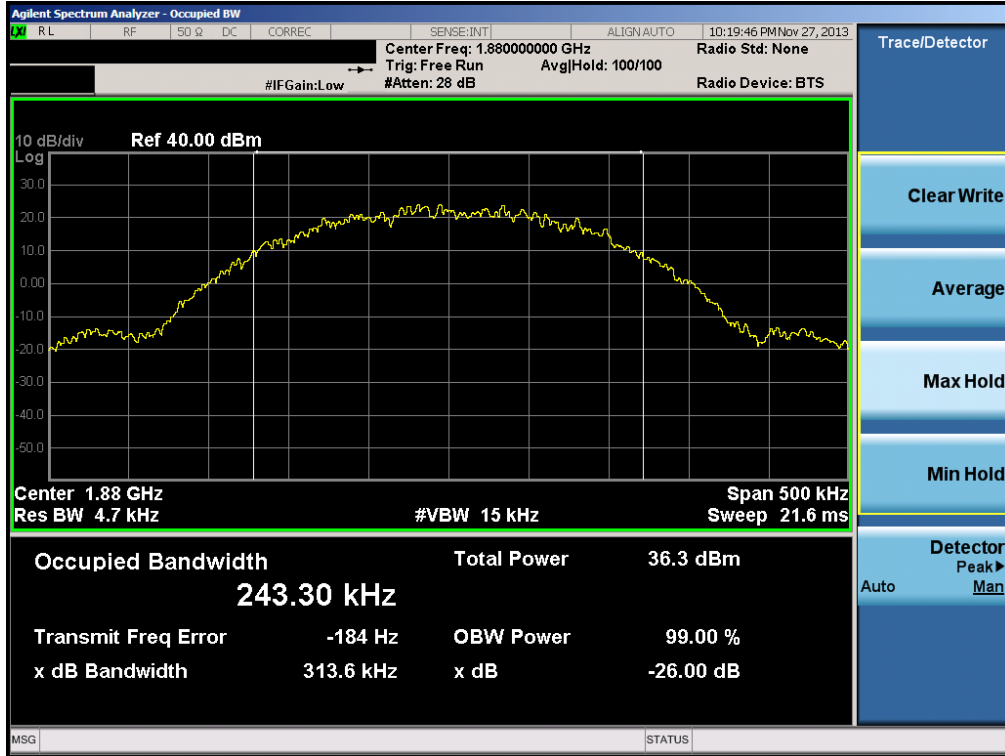 Agilent Spectrum Analyzer - Occupied BW
LXI RL RF 50 Ω DC CORREC SENSE:INT ALIGN AUTO 10:19:46 PM Nov 27, 2013
Center Freq: 1.880000000 GHz Radio Std: None
Trig: Free Run Avg|Hold: 100/100
#IFGain:Low #Atten: 28 dB Radio Device: BTS
Trace/Detector
10 dB/div Ref 40.00 dBm
Log
30.0
20.0
10.0
0.00
-10.0
-20.0
-30.0
-40.0
-50.0
Center 1.88 GHz Span 500 kHz
Res BW 4.7 kHz #VBW 15 kHz Sweep 21.6 ms
Occupied Bandwidth Total Power 36.3 dBm
243.30 kHz
Transmit Freq Error -184 Hz OBW Power 99.00 %
x dB Bandwidth 313.6 kHz x dB -26.00 dB
Clear Write
Average
Max Hold
Min Hold
Detector
Peak▶
Auto Man
MSG STATUS